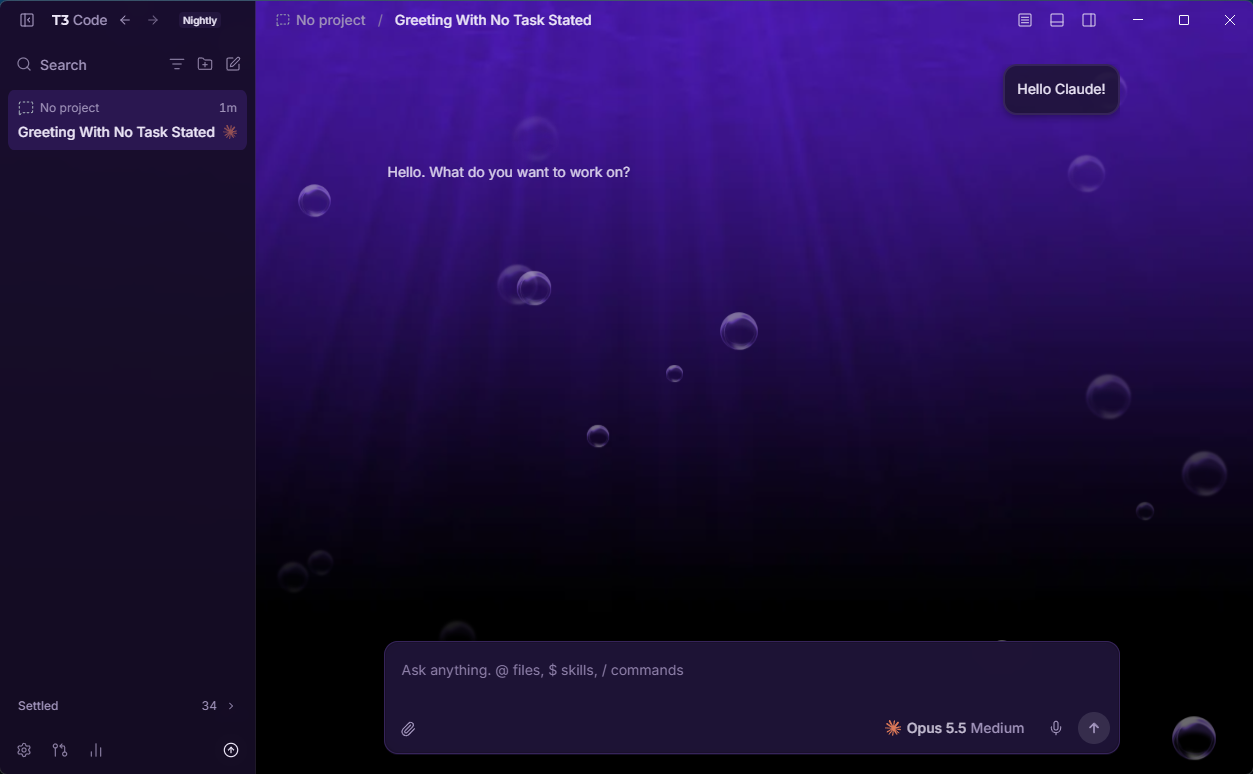 T3 Code
Nightly
No project / Greeting With No Task Stated
Search
No project 1m
Greeting With No Task Stated
Hello Claude!
Hello. What do you want to work on?
Ask anything. @ files, $ skills, / commands
Opus 5.5 Medium
Settled 34